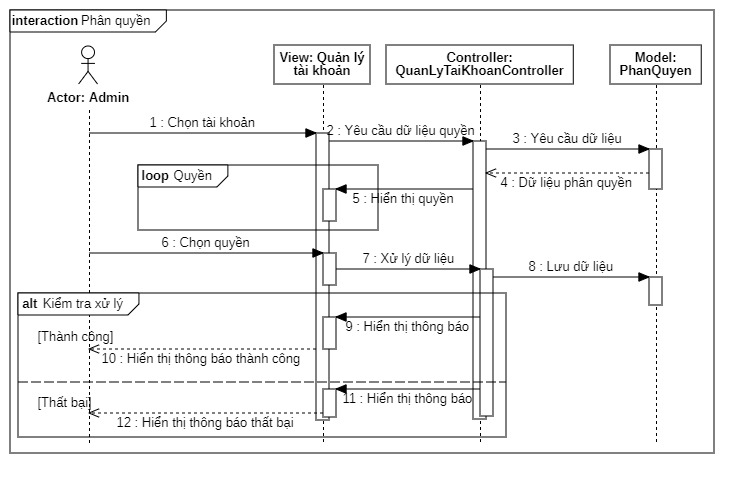 interaction Phân quyền
View: Quản lý
tài khoản
Controller:
QuanLyTaiKhoanController
Model:
PhanQuyen
Actor: Admin
1 : Chọn tài khoản
2 : Yêu cầu dữ liệu quyền
3 : Yêu cầu dữ liệu
4 : Dữ liệu phân quyền
loop Quyền
5 : Hiển thị quyền
6 : Chọn quyền
7 : Xử lý dữ liệu
8 : Lưu dữ liệu
alt Kiểm tra xử lý
9 : Hiển thị thông báo
[Thành công]
10 : Hiển thị thông báo thành công
11 : Hiển thị thông báo
[Thất bại]
12 : Hiển thị thông báo thất bại